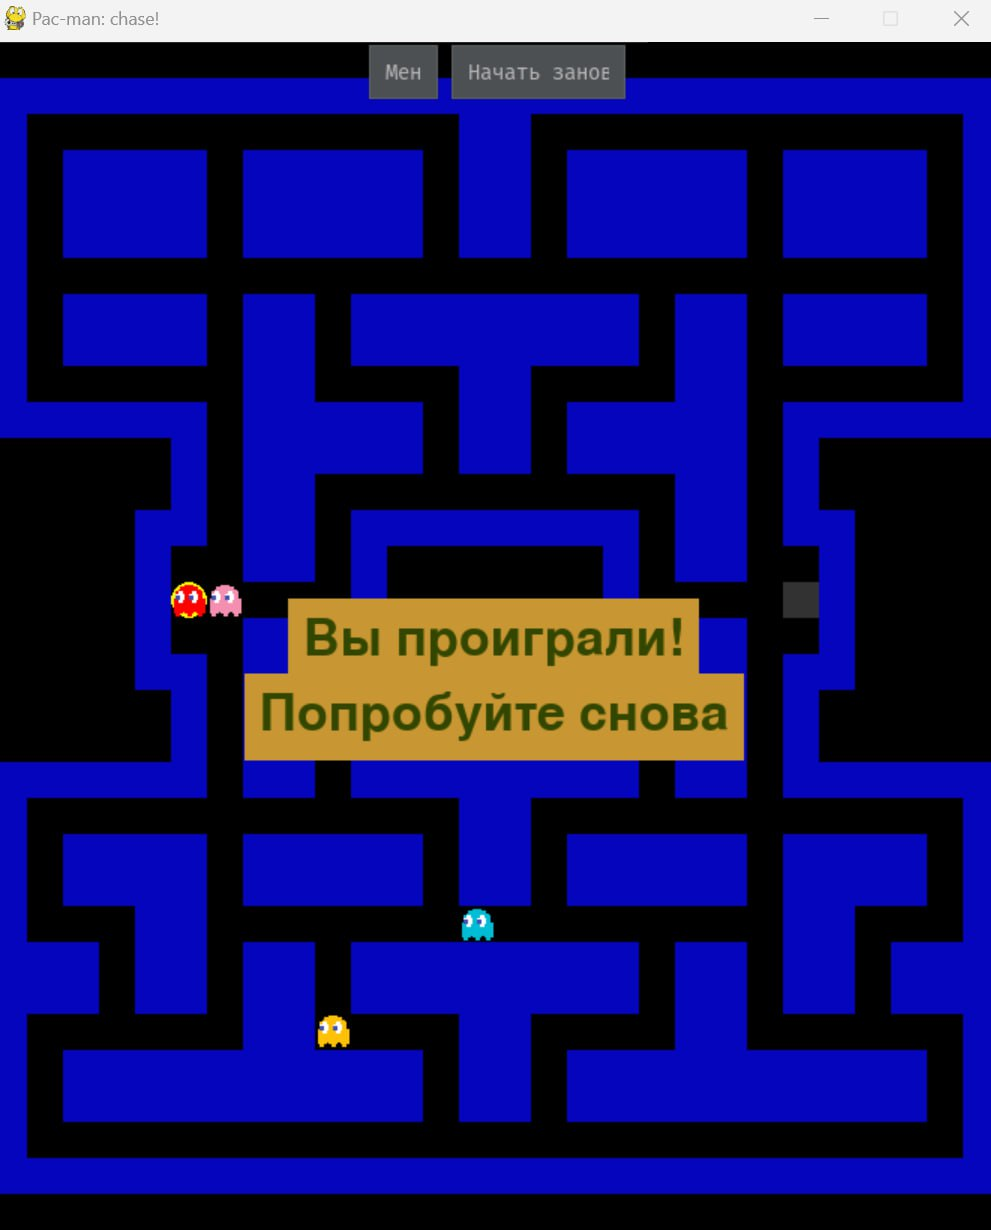 Pac-man: chase!
Мен
Начать занов
Вы проиграли!
Попробуйте снова